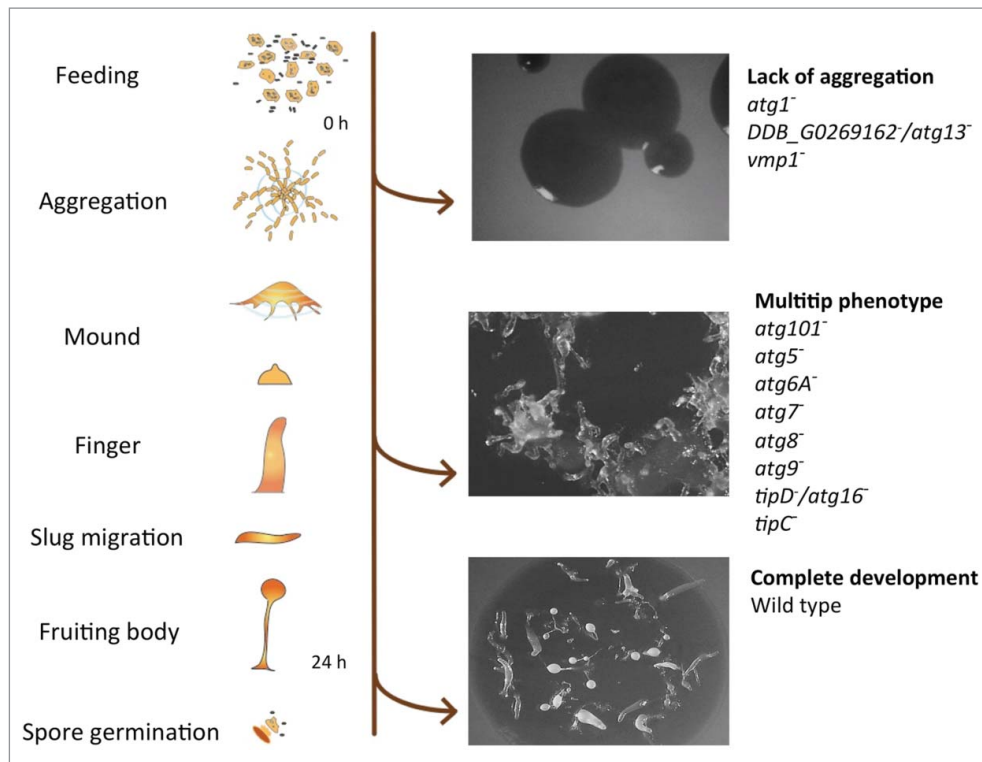 Feeding
0 h
Aggregation
Mound
Finger
Slug migration
Fruiting body
24 h
Spore germination
Lack of aggregation
atg1⁻
DDB_G0269162⁻/atg13⁻
vmp1⁻
Multitip phenotype
atg101⁻
atg5⁻
atg6A⁻
atg7⁻
atg8⁻
atg9⁻
tipD⁻/atg16⁻
tipC⁻
Complete development
Wild type